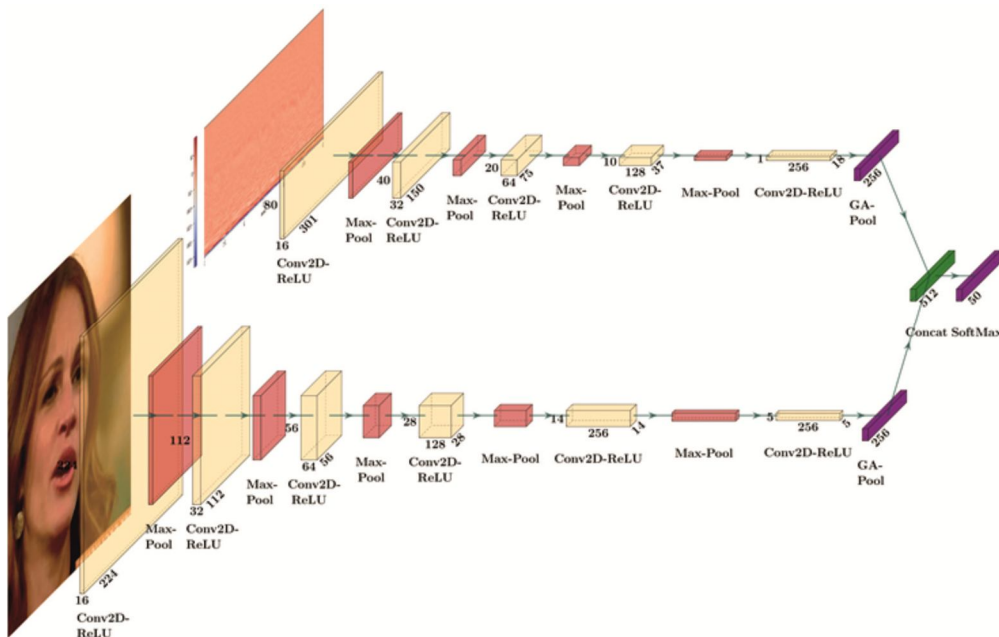 80
16
301
Conv2D-
ReLU
Max-
Pool
40
32
150
Conv2D-
ReLU
Max-
Pool
20
64
75
Conv2D-
ReLU
Max-
Pool
10
128
37
Conv2D-
ReLU
Max-Pool
1
256
18
Conv2D-ReLU
256
GA-
Pool
512
Concat
50
SoftMax
16
224
Conv2D-
ReLU
Max-
Pool
112
32
112
Conv2D-
ReLU
Max-
Pool
56
64
56
Conv2D-
ReLU
Max-
Pool
28
128
28
Conv2D-
ReLU
Max-Pool
14
256
14
Conv2D-ReLU
Max-Pool
5
256
5
Conv2D-ReLU
256
GA-
Pool